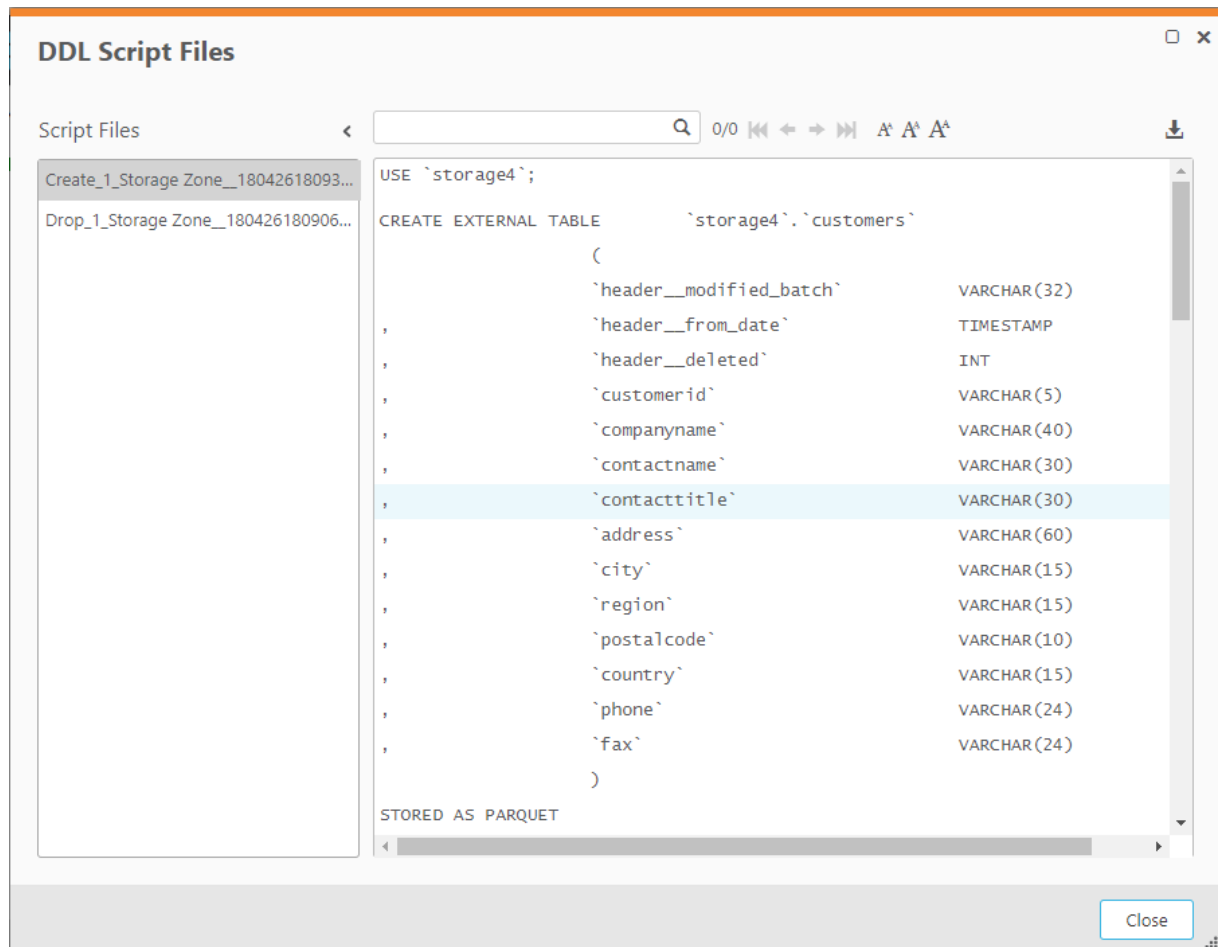 DDL Script Files
Script Files
0/0 A A A
Create_1_Storage Zone__18042618093...
Drop_1_Storage Zone__180426180906...
USE `storage4`;
CREATE EXTERNAL TABLE `storage4`.`customers`
(
`header__modified_batch` VARCHAR(32)
, `header__from_date` TIMESTAMP
, `header__deleted` INT
, `customerid` VARCHAR(5)
, `companyname` VARCHAR(40)
, `contactname` VARCHAR(30)
, `contacttitle` VARCHAR(30)
, `address` VARCHAR(60)
, `city` VARCHAR(15)
, `region` VARCHAR(15)
, `postalcode` VARCHAR(10)
, `country` VARCHAR(15)
, `phone` VARCHAR(24)
, `fax` VARCHAR(24)
)
STORED AS PARQUET
Close